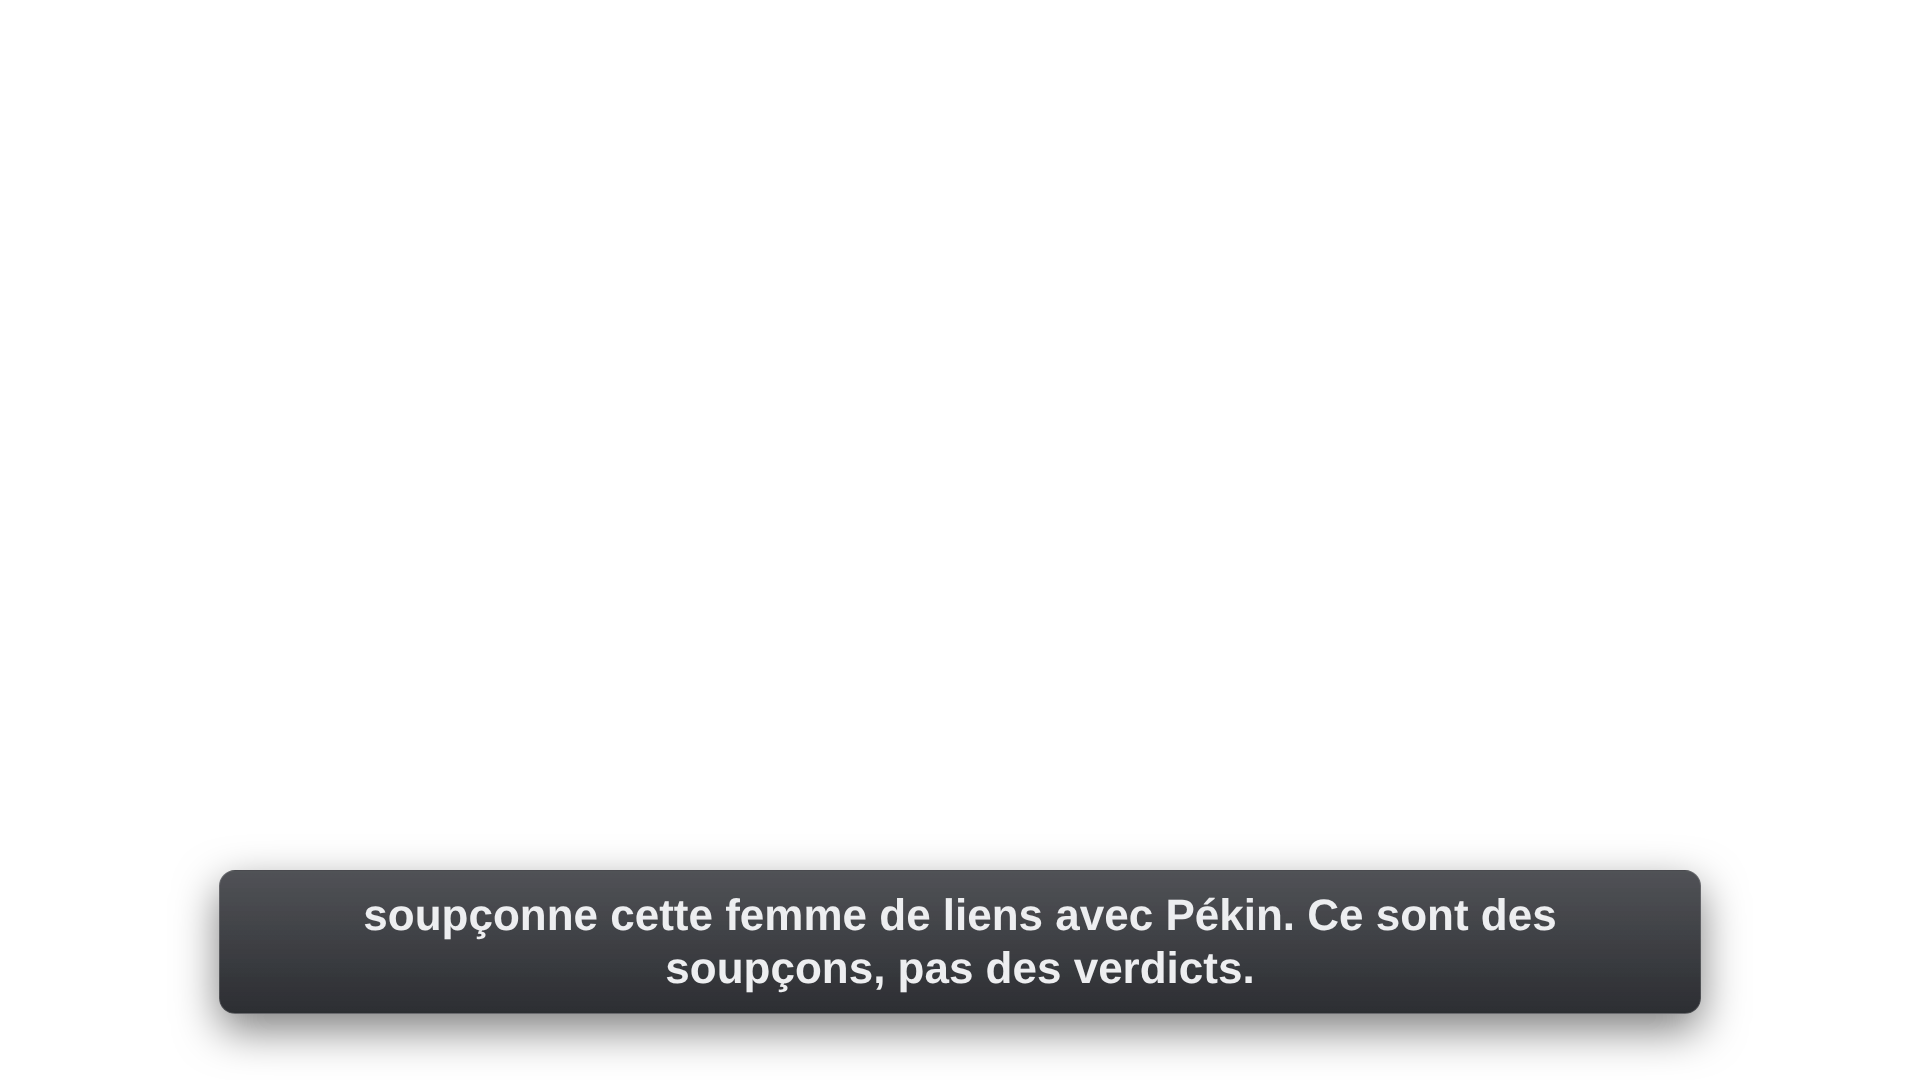 soupçonne cette femme de liens avec Pékin. Ce sont des
soupçons, pas des verdicts.